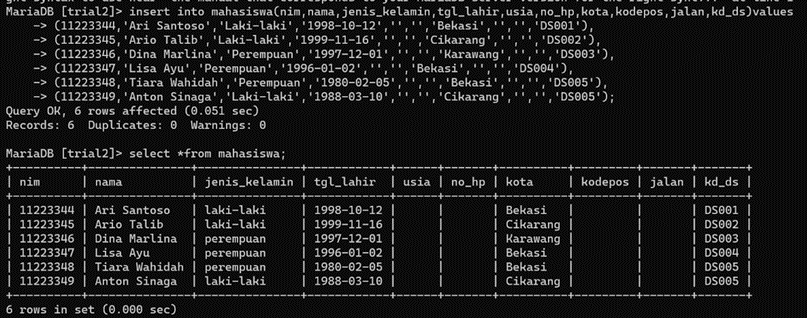 MariaDB [trial2]> insert into mahasiswa(nim,nama,jenis_kelamin,tgl_lahir,usia,no_hp,kota,kodepos,jalan,kd_ds)values
    -> (11223344,'Ari Santoso','Laki-laki','1998-10-12','','','Bekasi','','','DS001'),
    -> (11223345,'Ario Talib','Laki-laki','1999-11-16','','','Cikarang','','','DS002'),
    -> (11223346,'Dina Marlina','Perempuan','1997-12-01','','','Karawang','','','DS003'),
    -> (11223347,'Lisa Ayu','Perempuan','1996-01-02','','','Bekasi','','','DS004'),
    -> (11223348,'Tiara Wahidah','Perempuan','1980-02-05','','','Bekasi','','','DS005'),
    -> (11223349,'Anton Sinaga','Laki-laki','1988-03-10','','','Cikarang','','','DS005');
Query OK, 6 rows affected (0.051 sec)
Records: 6  Duplicates: 0  Warnings: 0
MariaDB [trial2]> select *from mahasiswa;
| nim      | nama          | jenis_kelamin | tgl_lahir  | usia | no_hp | kota     | kodepos | jalan | kd_ds |
| 11223344 | Ari Santoso   | laki-laki     | 1998-10-12 |      |       | Bekasi   |         |       | DS001 |
| 11223345 | Ario Talib    | laki-laki     | 1999-11-16 |      |       | Cikarang |         |       | DS002 |
| 11223346 | Dina Marlina  | perempuan     | 1997-12-01 |      |       | Karawang |         |       | DS003 |
| 11223347 | Lisa Ayu      | perempuan     | 1996-01-02 |      |       | Bekasi   |         |       | DS004 |
| 11223348 | Tiara Wahidah | perempuan     | 1980-02-05 |      |       | Bekasi   |         |       | DS005 |
| 11223349 | Anton Sinaga  | laki-laki     | 1988-03-10 |      |       | Cikarang |         |       | DS005 |
6 rows in set (0.000 sec)